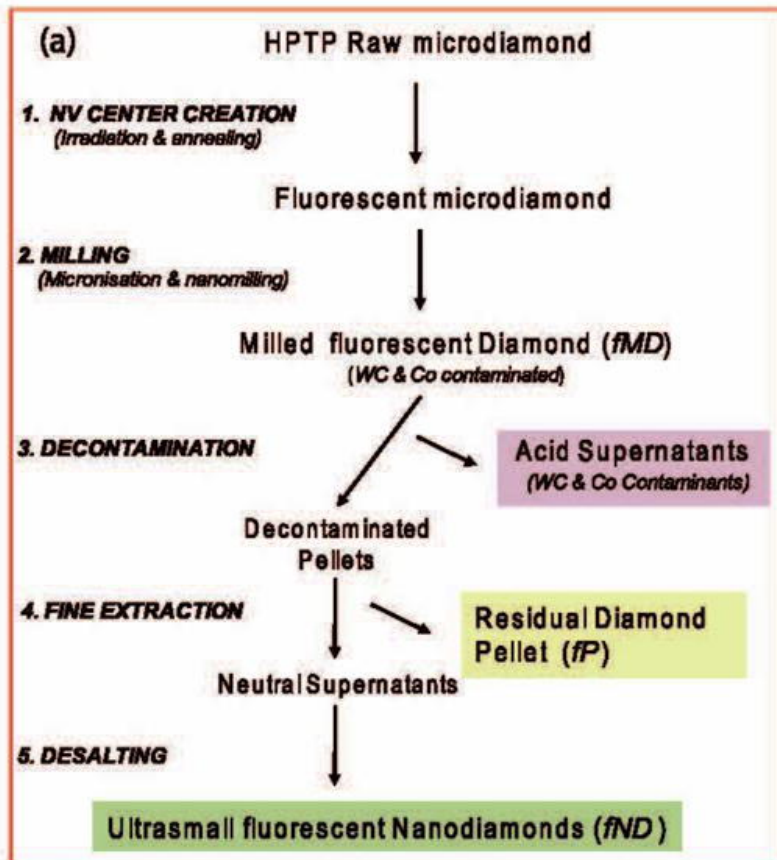 (a)
HPTP Raw microdiamond
1. NV CENTER CREATION
(Irradiation & annealing)
Fluorescent microdiamond
2. MILLING
(Micronisation & nanomilling)
Milled fluorescent Diamond (fMD)
(WC & Co contaminated)
3. DECONTAMINATION
Acid Supernatants
(WC & Co Contaminants)
Decontaminated
Pellets
4. FINE EXTRACTION
Residual Diamond
Pellet (fP)
Neutral Supernatants
5. DESALTING
Ultrasmall fluorescent Nanodiamonds (fND)